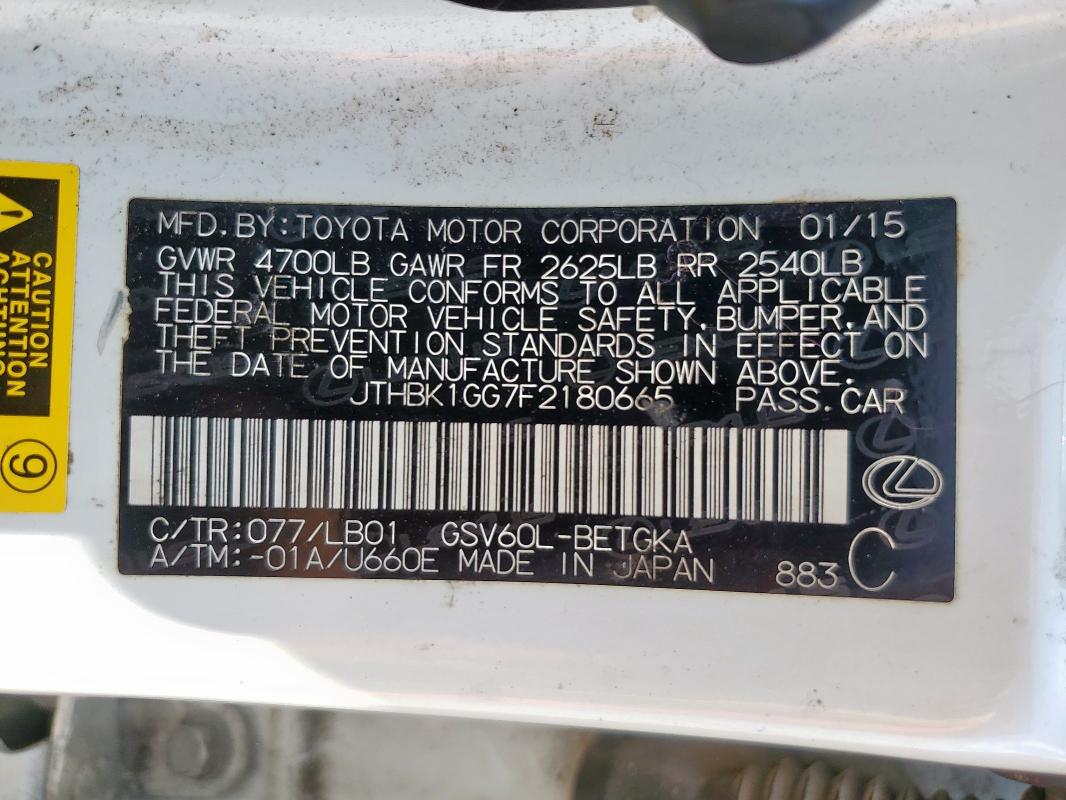 MFD.BY:TOYOTA MOTOR CORPORATION 01/15
GVWR 4700LB GAWR FR 2625LB RR 2540LB
THIS VEHICLE CONFORMS TO ALL APPLICABLE
FEDERAL MOTOR VEHICLE SAFETY,BUMPER,AND
THEFT PREVENTION STANDARDS IN EFFECT ON
THE DATE OF MANUFACTURE SHOWN ABOVE.
JTHBK1GG7F2180665 PASS.CAR
C/TR:077/LB01 GSV60L-BETGKA
A/TM:-01A/U660E MADE IN JAPAN 883 C
CAUTION
ATTENTION
ACHTUNG
9